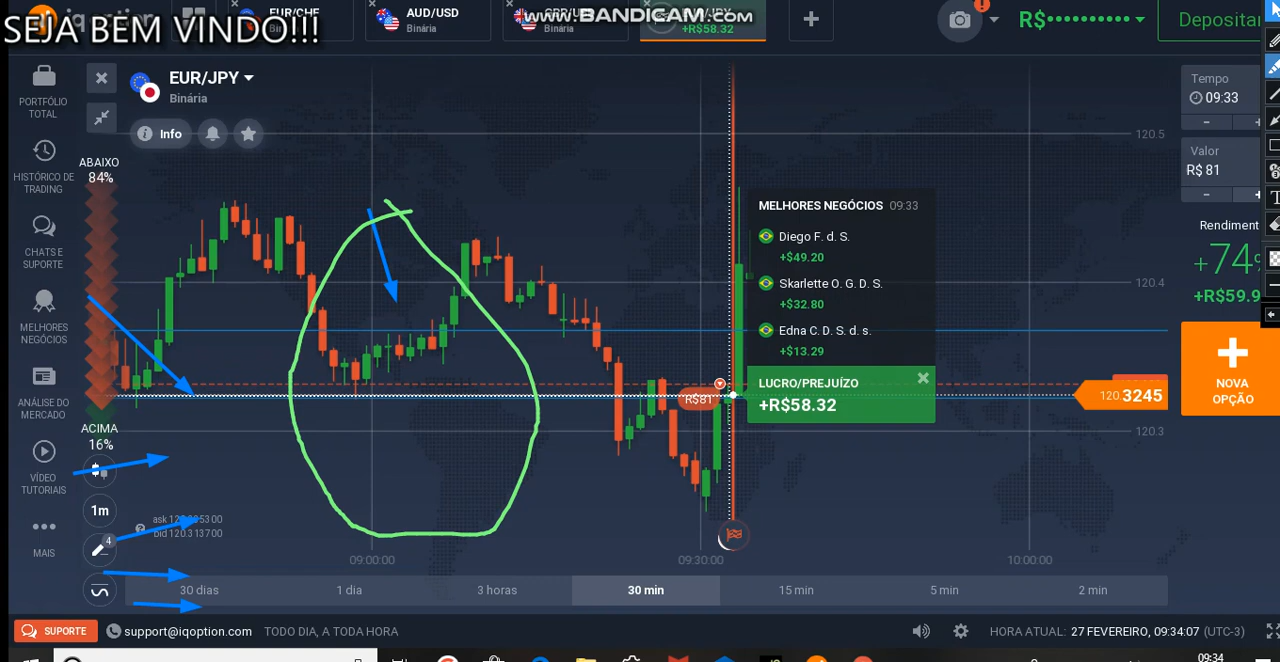 SEJA BEM VINDO!!!
www.BANDICAM.com
EUR/CHF
AUD/USD
Binária
Binária
+R$58.32
R$•••••••••••
Depositar
EUR/JPY
Binária
Info
PORTFÓLIO
TOTAL
HISTÓRICO DE
TRADING
CHATS E
SUPORTE
MELHORES
NEGÓCIOS
ANÁLISE DO
MERCADO
VÍDEO
TUTORIAIS
MAIS
ABAIXO
84%
ACIMA
16%
1m
4
120.5
120.4
120.3
120.3245
MELHORES NEGÓCIOS 09:33
Diego F. d. S.
+$49.20
Skarlette O. G. D. S.
+$32.80
Edna C. D. S. d. s.
+$13.29
LUCRO/PREJUÍZO
+R$58.32
R$81
Tempo
09:33
Valor
R$ 81
Rendiment
+74%
+R$59.9
NOVA
OPÇÃO
09:00:00
09:30:00
10:00:00
30 dias
1 dia
3 horas
30 min
15 min
5 min
2 min
SUPORTE
support@iqoption.com
TODO DIA, A TODA HORA
HORA ATUAL: 27 FEVEREIRO, 09:34:07 (UTC-3)
09:34